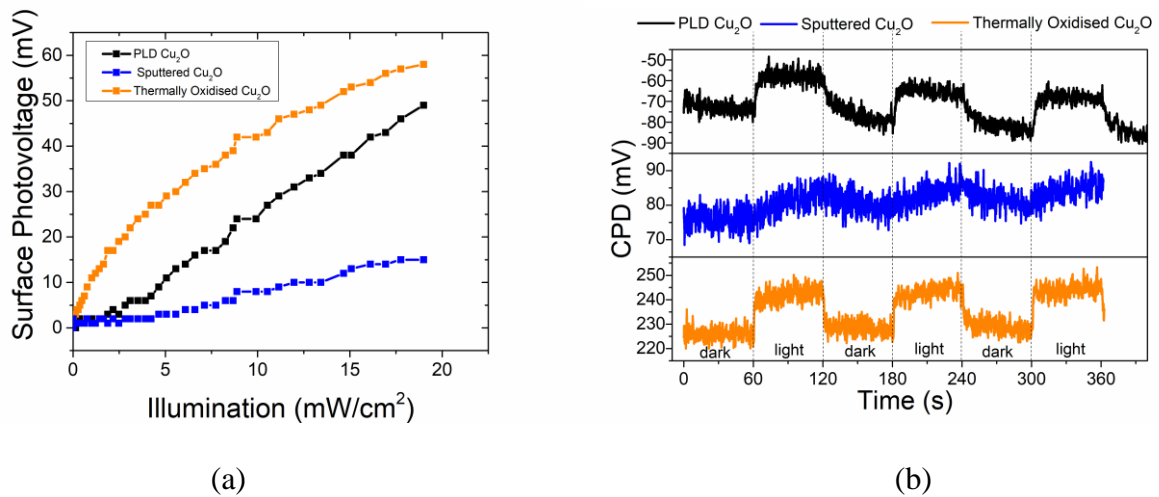 PLD Cu₂O
Sputtered Cu₂O
Thermally Oxidised Cu₂O
Surface Photovoltage (mV)
60
50
40
30
20
10
0
0 5 10 15 20
Illumination (mW/cm²)
(a)
PLD Cu₂O Sputtered Cu₂O Thermally Oxidised Cu₂O
CPD (mV)
-50
-60
-70
-80
-90
90
80
70
250
240
230
220
dark light dark light dark light
0 60 120 180 240 300 360
Time (s)
(b)